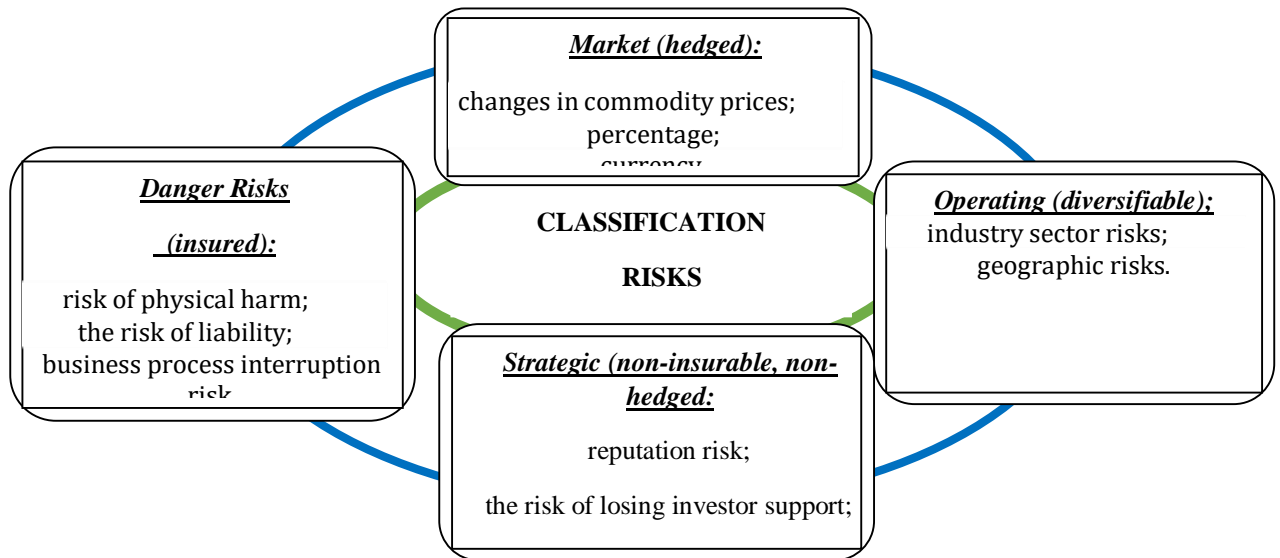 Market (hedged):
changes in commodity prices;
percentage;
currency
Danger Risks
(insured):
risk of physical harm;
the risk of liability;
business process interruption
risk
CLASSIFICATION
RISKS
Operating (diversifiable);
industry sector risks;
geographic risks.
Strategic (non-insurable, non-
hedged:
reputation risk;
the risk of losing investor support;